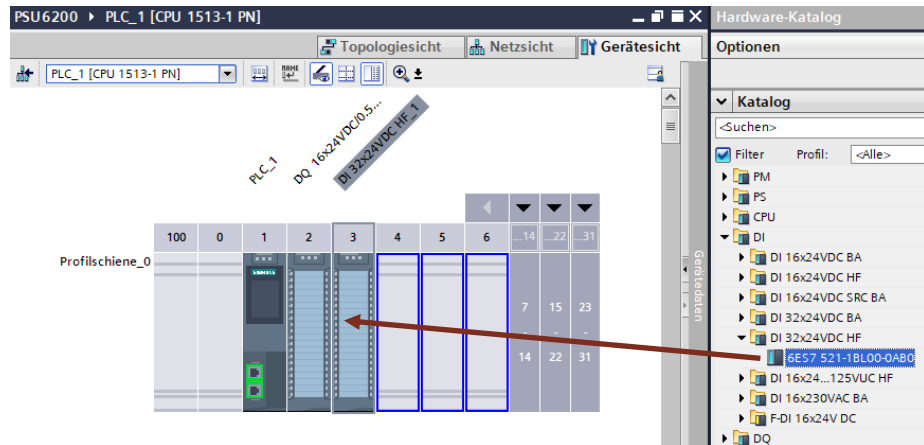 PSU6200 ▸ PLC_1 [CPU 1513-1 PN]
Topologiesicht
Netzsicht
Gerätesicht
PLC_1 [CPU 1513-1 PN]
PLC_1
DQ 16x24VDC/0.5...
DI 32x24VDC HF_1
100 0 1 2 3 4 5 6 ...14 ...22 ...31
Profilschiene_0
SIEMENS
7 15 23
- - -
14 22 31
Gerätedaten
Hardware-Katalog
Optionen
Katalog
<Suchen>
Filter Profil: <Alle>
PM
PS
CPU
DI
DI 16x24VDC BA
DI 16x24VDC HF
DI 16x24VDC SRC BA
DI 32x24VDC BA
DI 32x24VDC HF
6ES7 521-1BL00-0AB0
DI 16x24...125VUC HF
DI 16x230VAC BA
F-DI 16x24V DC
DQ